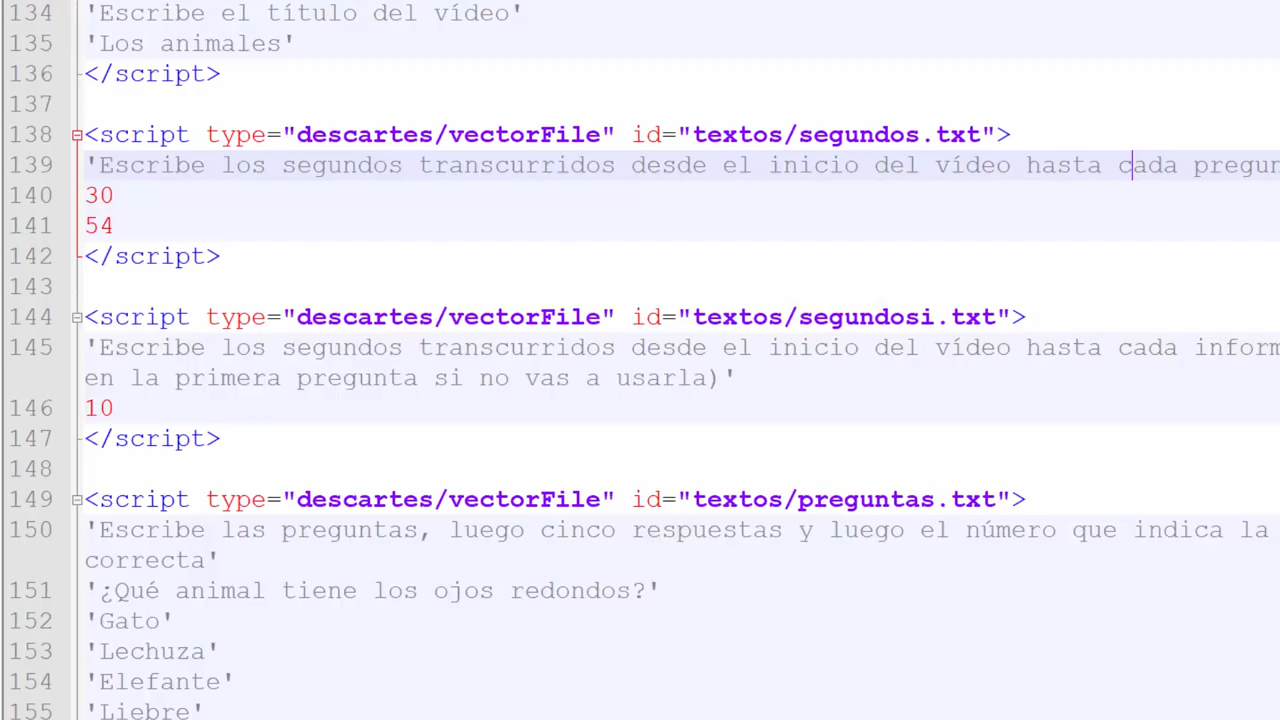 134 'Escribe el título del vídeo'
135 'Los animales'
136 </script>
137
138 <script type="descartes/vectorFile" id="textos/segundos.txt">
139 'Escribe los segundos transcurridos desde el inicio del vídeo hasta cada pregun
140 30
141 54
142 </script>
143
144 <script type="descartes/vectorFile" id="textos/segundosi.txt">
145 'Escribe los segundos transcurridos desde el inicio del vídeo hasta cada inform
en la primera pregunta si no vas a usarla)'
146 10
147 </script>
148
149 <script type="descartes/vectorFile" id="textos/preguntas.txt">
150 'Escribe las preguntas, luego cinco respuestas y luego el número que indica la
correcta'
151 '¿Qué animal tiene los ojos redondos?'
152 'Gato'
153 'Lechuza'
154 'Elefante'
155 'Liebre'